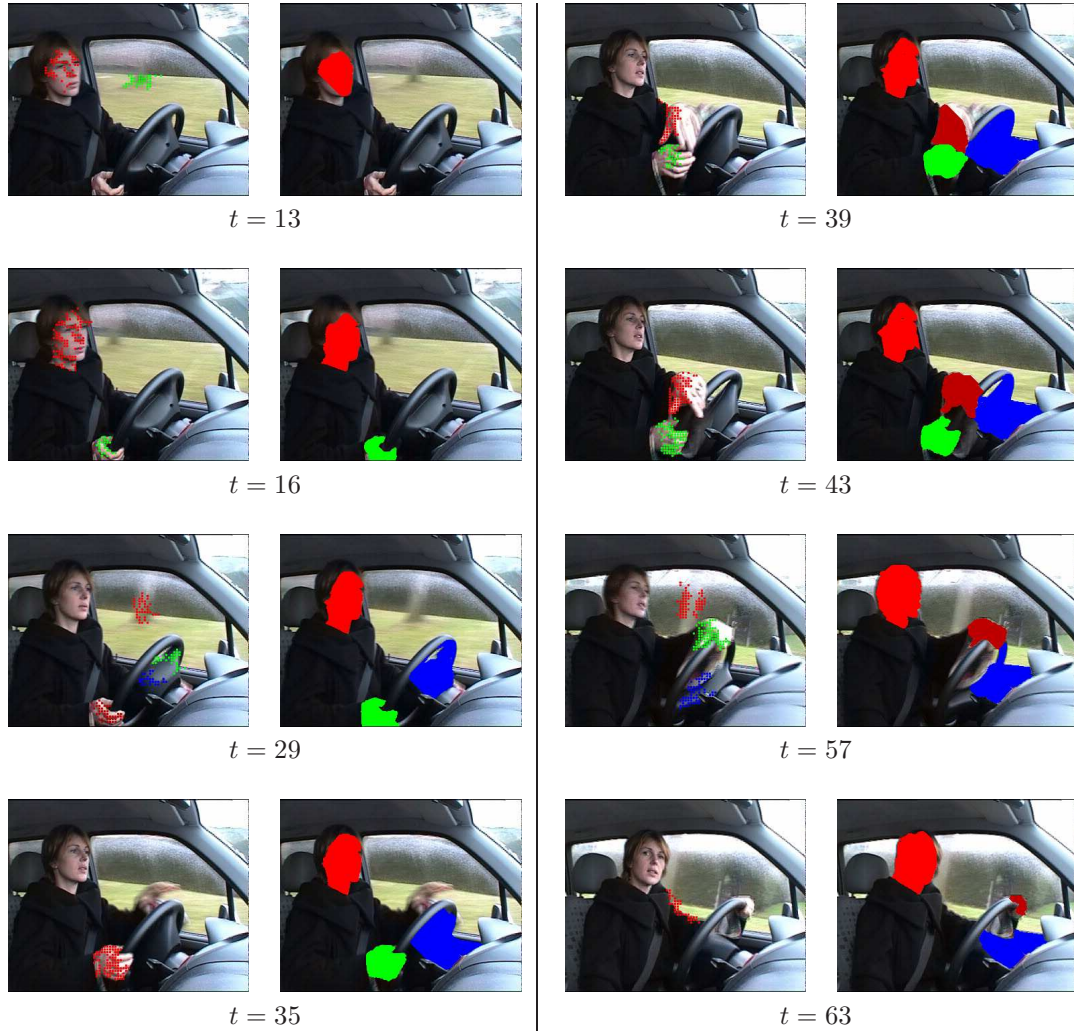 t = 13
t = 16
t = 29
t = 35
t = 39
t = 43
t = 57
t = 63